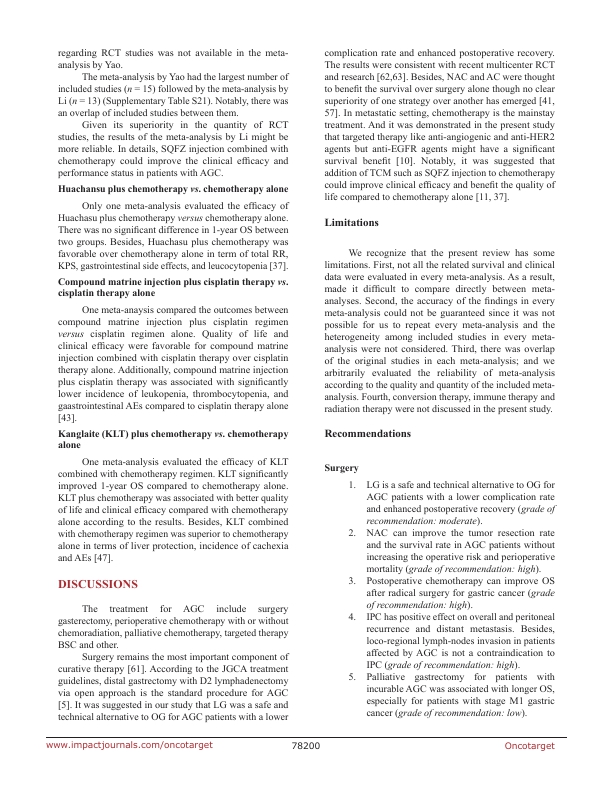 regarding RCT studies was not available in the meta-
analysis by Yao.
The meta-analysis by Yao had the largest number of
included studies (n = 15) followed by the meta-analysis by
Li (n = 13) (Supplementary Table S21). Notably, there was
an overlap of included studies between them.
Given its superiority in the quantity of RCT
studies, the results of the meta-analysis by Li might be
more reliable. In details, SQFZ injection combined with
chemotherapy could improve the clinical efficacy and
performance status in patients with AGC.
Huachansu plus chemotherapy vs. chemotherapy alone
Only one meta-analysis evaluated the efficacy of
Huachasu plus chemotherapy versus chemotherapy alone.
There was no significant difference in 1-year OS between
two groups. Besides, Huachasu plus chemotherapy was
favorable over chemotherapy alone in term of total RR,
KPS, gastrointestinal side effects, and leucocytopenia [37].
Compound matrine injection plus cisplatin therapy vs.
cisplatin therapy alone
One meta-anaysis compared the outcomes between
compound matrine injection plus cisplatin regimen
versus cisplatin regimen alone. Quality of life and
clinical efficacy were favorable for compound matrine
injection combined with cisplatin therapy over cisplatin
therapy alone. Additionally, compound matrine injection
plus cisplatin therapy was associated with significantly
lower incidence of leukopenia, thrombocytopenia, and
gaastrointestinal AEs compared to cisplatin therapy alone
[43].
Kanglaite (KLT) plus chemotherapy vs. chemotherapy
alone
One meta-analysis evaluated the efficacy of KLT
combined with chemotherapy regimen. KLT significantly
improved 1-year OS compared to chemotherapy alone.
KLT plus chemotherapy was associated with better quality
of life and clinical efficacy compared with chemotherapy
alone according to the results. Besides, KLT combined
with chemotherapy regimen was superior to chemotherapy
alone in terms of liver protection, incidence of cachexia
and AEs [47].
DISCUSSIONS
The treatment for AGC include surgery
gasterectomy, perioperative chemotherapy with or without
chemoradiation, palliative chemotherapy, targeted therapy
BSC and other.
Surgery remains the most important component of
curative therapy [61]. According to the JGCA treatment
guidelines, distal gastrectomy with D2 lymphadenectomy
via open approach is the standard procedure for AGC
[5]. It was suggested in our study that LG was a safe and
technical alternative to OG for AGC patients with a lower
complication rate and enhanced postoperative recovery.
The results were consistent with recent multicenter RCT
and research [62,63]. Besides, NAC and AC were thought
to benefit the survival over surgery alone though no clear
superiority of one strategy over another has emerged [41,
57]. In metastatic setting, chemotherapy is the mainstay
treatment. And it was demonstrated in the present study
that targeted therapy like anti-angiogenic and anti-HER2
agents but anti-EGFR agents might have a significant
survival benefit [10]. Notably, it was suggested that
addition of TCM such as SQFZ injection to chemotherapy
could improve clinical efficacy and benefit the quality of
life compared to chemotherapy alone [11, 37].
Limitations
We recognize that the present review has some
limitations. First, not all the related survival and clinical
data were evaluated in every meta-analysis. As a result,
made it difficult to compare directly between meta-
analyses. Second, the accuracy of the findings in every
meta-analysis could not be guaranteed since it was not
possible for us to repeat every meta-analysis and the
heterogeneity among included studies in every meta-
analysis were not considered. Third, there was overlap
of the original studies in each meta-analysis; and we
arbitrarily evaluated the reliability of meta-analysis
according to the quality and quantity of the included meta-
analysis. Fourth, conversion therapy, immune therapy and
radiation therapy were not discussed in the present study.
Recommendations
Surgery
1. LG is a safe and technical alternative to OG for
AGC patients with a lower complication rate
and enhanced postoperative recovery (grade of
recommendation: moderate).
2. NAC can improve the tumor resection rate
and the survival rate in AGC patients without
increasing the operative risk and perioperative
mortality (grade of recommendation: high).
3. Postoperative chemotherapy can improve OS
after radical surgery for gastric cancer (grade
of recommendation: high).
4. IPC has positive effect on overall and peritoneal
recurrence and distant metastasis. Besides,
loco-regional lymph-nodes invasion in patients
affected by AGC is not a contraindication to
IPC (grade of recommendation: high).
5. Palliative gastrectomy for patients with
incurable AGC was associated with longer OS,
especially for patients with stage M1 gastric
cancer (grade of recommendation: low).
www.impactjournals.com/oncotarget
78200
Oncotarget